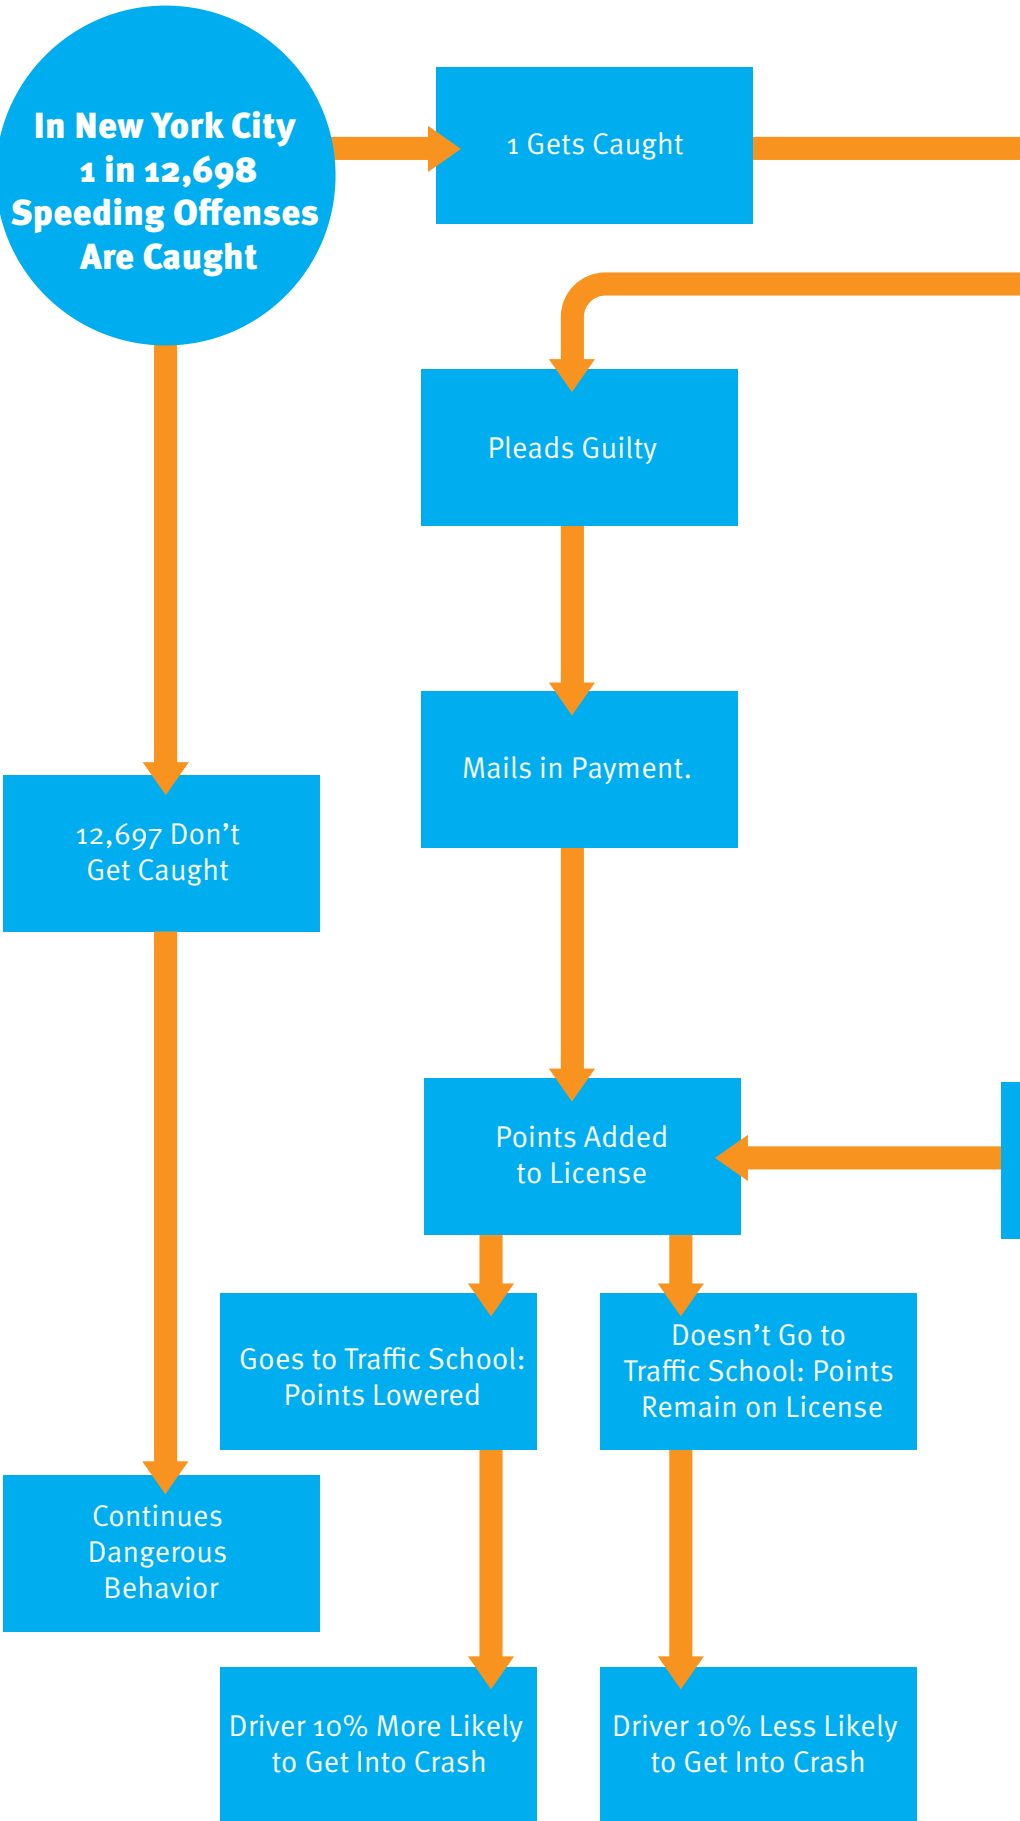 In New York City
1 in 12,698
Speeding Offenses
Are Caught
1 Gets Caught
Pleads Guilty
Mails in Payment.
12,697 Don’t
Get Caught
Points Added
to License
Goes to Traffic School:
Points Lowered
Doesn’t Go to
Traffic School: Points
Remain on License
Continues
Dangerous
Behavior
Driver 10% More Likely
to Get Into Crash
Driver 10% Less Likely
to Get Into Crash